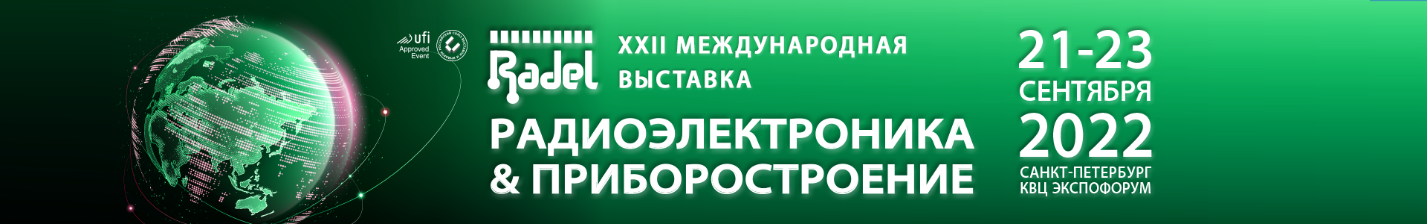 ufi
Approved
Event
Radel
XXII МЕЖДУНАРОДНАЯ
ВЫСТАВКА
РАДИОЭЛЕКТРОНИКА
& ПРИБОРОСТРОЕНИЕ
21-23
СЕНТЯБРЯ
2022
САНКТ-ПЕТЕРБУРГ
КВЦ ЭКСПОФОРУМ